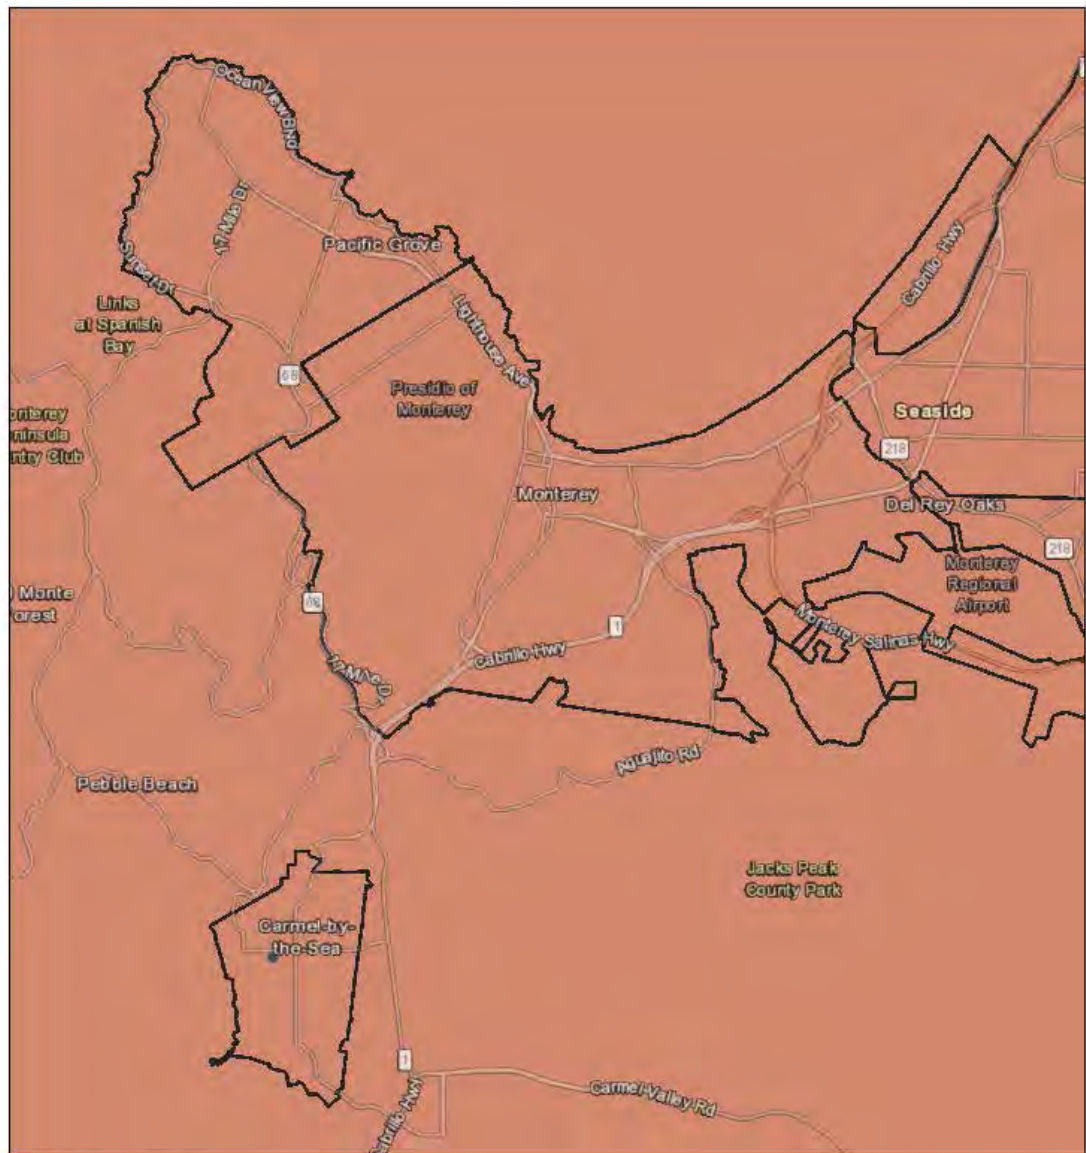 Ocean View Blvd
17 Mile Dr
Pacific Grove
Sunset Dr
Links
at Spanish
Bay
Cabrillo Hwy
Lighthouse Ave
68
Presidio of
Monterey
onterey
ninsula
ntry Club
Seaside
218
Monterey
Del Rey Oaks
218
Monterey
Regional
Airport
Monte
orest
68
1
Monterey Salinas Hwy
Cabrillo Hwy
17 Mile Dr
Aguajito Rd
Pebble Beach
Jacks Peak
County Park
Carmel-by-
the-Sea
1
Carmel Valley Rd
Cabrillo Hwy